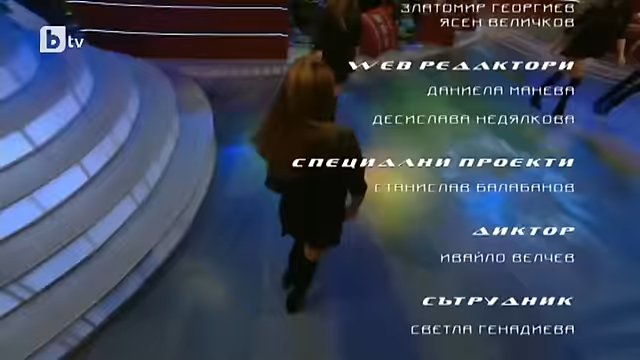 btv
ЗЛАТОМИР ГЕОРГИЕВ
ЯСЕН ВЕЛИЧКОВ
WEB РЕДАКТОРИ
ДАНИЕЛА МАНЕВА
ДЕСИСЛАВА НЕДЯЛКОВА
СПЕЦИАЛНИ ПРОЕКТИ
СТАНИСЛАВ БАЛАБАНОВ
ДИКТОР
ИВАЙЛО ВЕЛЧЕВ
СЪТРУДНИК
СВЕТЛА ГЕНАДИЕВА